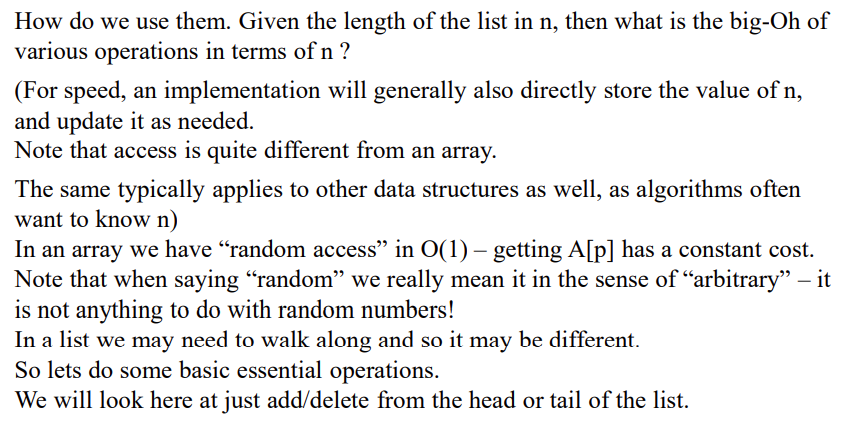 How do we use them. Given the length of the list in n, then what is the big-Oh of
various operations in terms of n ?
(For speed, an implementation will generally also directly store the value of n,
and update it as needed.
Note that access is quite different from an array.
The same typically applies to other data structures as well, as algorithms often
want to know n)
In an array we have “random access” in O(1) – getting A[p] has a constant cost.
Note that when saying “random” we really mean it in the sense of “arbitrary” – it
is not anything to do with random numbers!
In a list we may need to walk along and so it may be different.
So lets do some basic essential operations.
We will look here at just add/delete from the head or tail of the list.